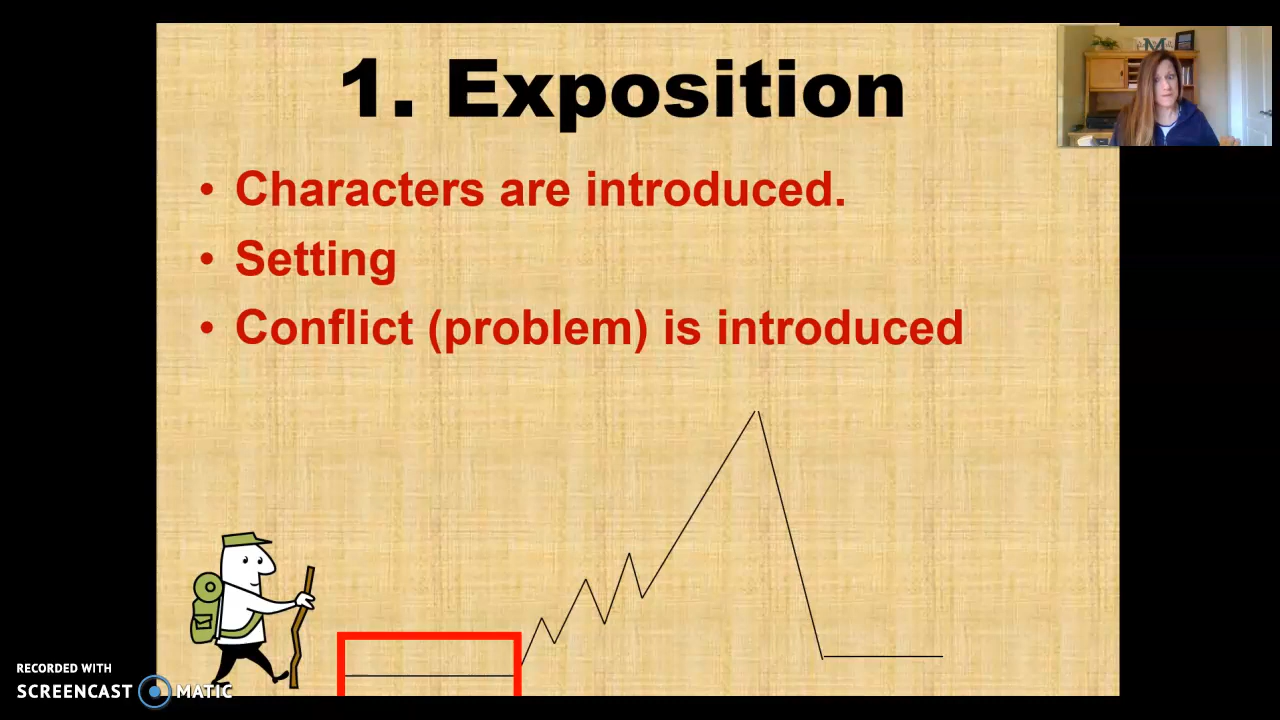 1. Exposition
• Characters are introduced.
• Setting
• Conflict (problem) is introduced
M
RECORDED WITH
SCREENCAST MATIC